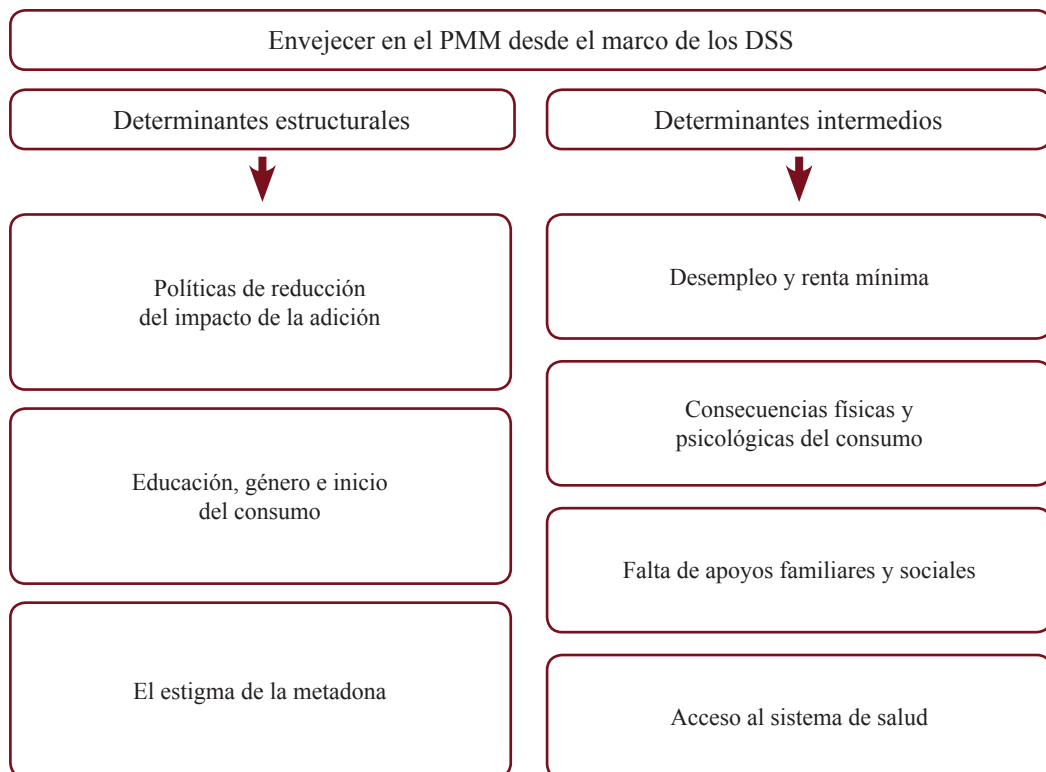 Envejecer en el PMM desde el marco de los DSS
Determinantes estructurales
Políticas de reducción
del impacto de la adición
Educación, género e inicio
del consumo
El estigma de la metadona
Determinantes intermedios
Desempleo y renta mínima
Consecuencias físicas y
psicológicas del consumo
Falta de apoyos familiares y sociales
Acceso al sistema de salud